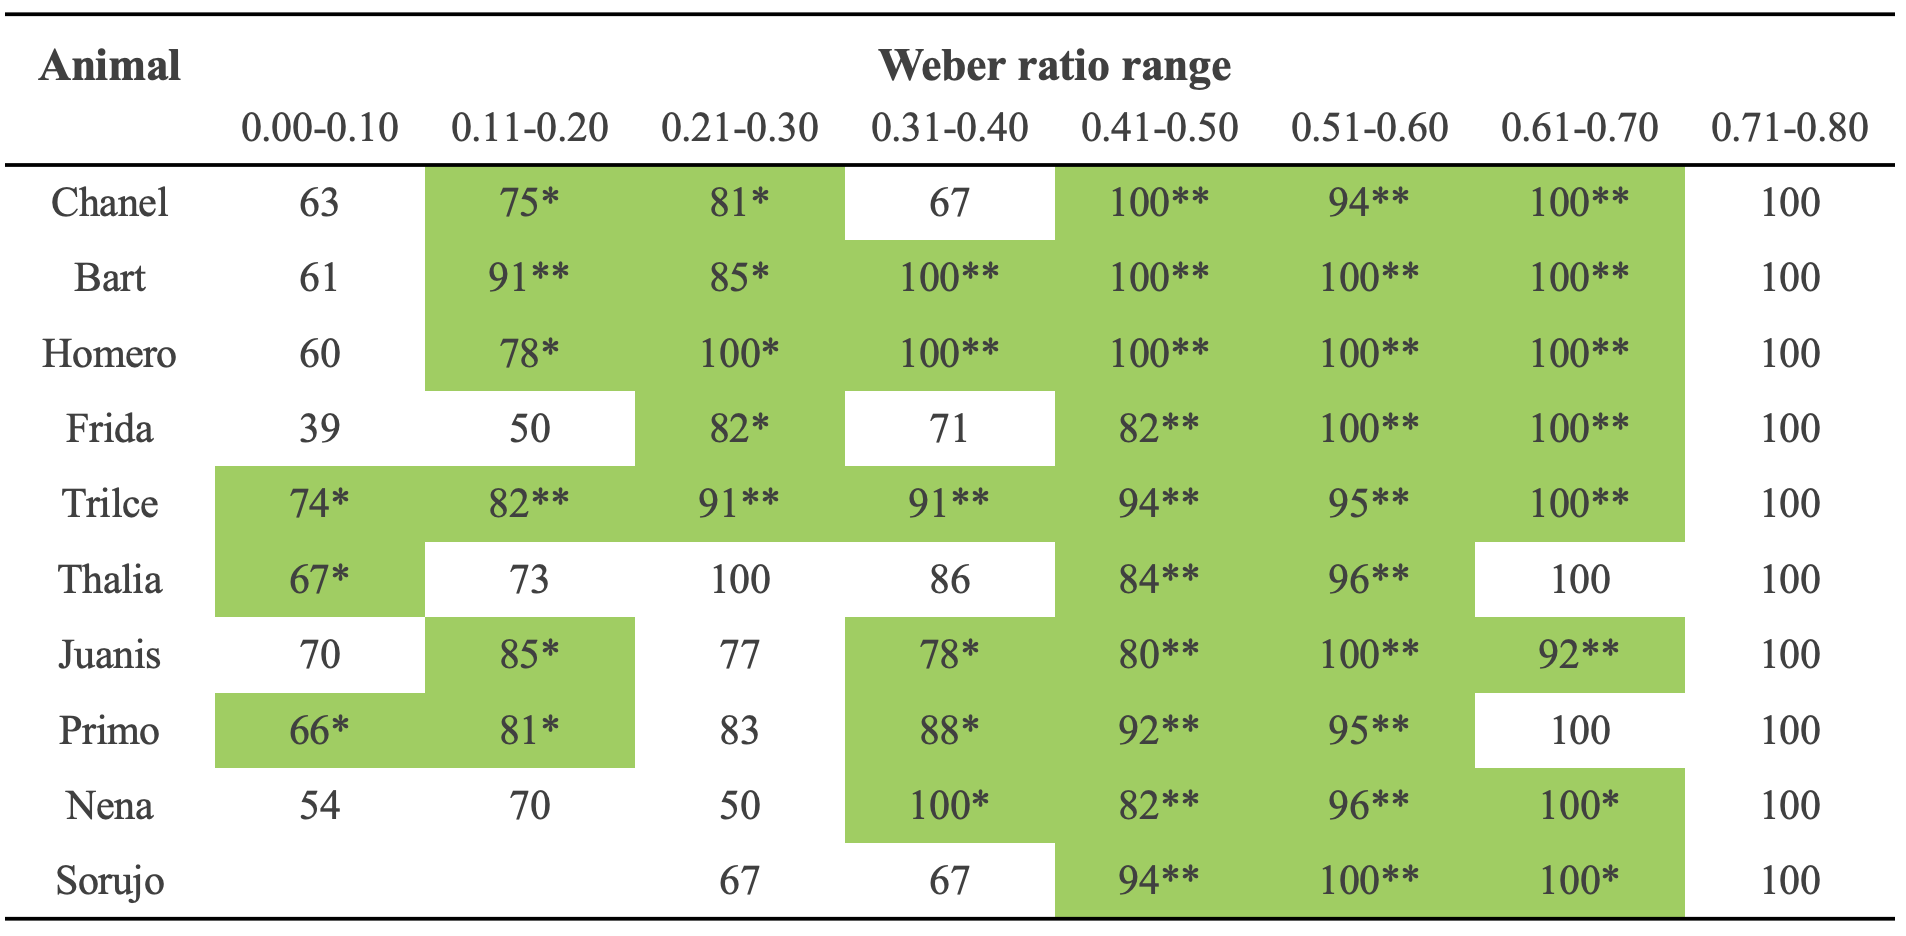 Animal Weber ratio range
0.00-0.10 0.11-0.20 0.21-0.30 0.31-0.40 0.41-0.50 0.51-0.60 0.61-0.70 0.71-0.80
Chanel 63 75* 81* 67 100** 94** 100** 100
Bart 61 91** 85* 100** 100** 100** 100** 100
Homero 60 78* 100* 100** 100** 100** 100** 100
Frida 39 50 82* 71 82** 100** 100** 100
Trilce 74* 82** 91** 91** 94** 95** 100** 100
Thalia 67* 73 100 86 84** 96** 100 100
Juanis 70 85* 77 78* 80** 100** 92** 100
Primo 66* 81* 83 88* 92** 95** 100 100
Nena 54 70 50 100* 82** 96** 100* 100
Sorujo 67 67 94** 100** 100* 100